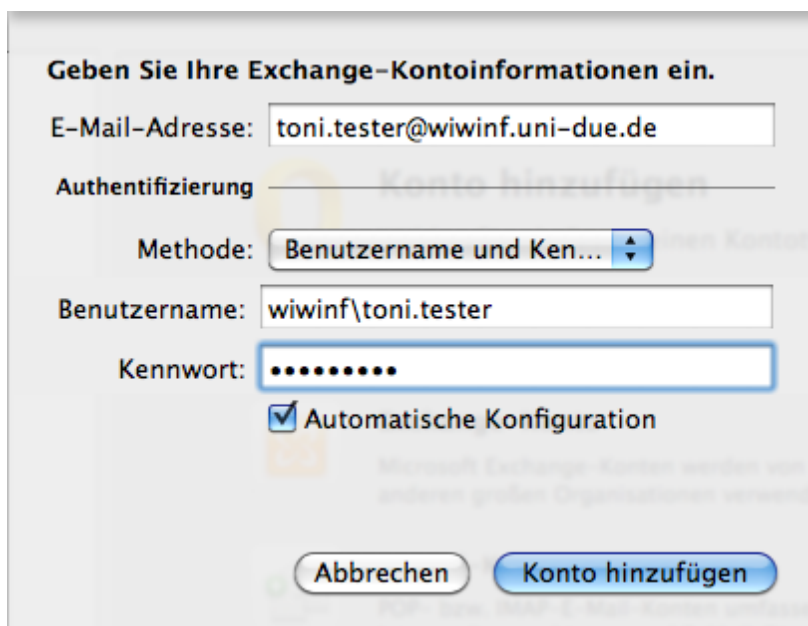 Geben Sie Ihre Exchange-Kontoinformationen ein.
E-Mail-Adresse: toni.tester@wiwinf.uni-due.de
Konto hinzufügen
Authentifizierung
Methode: Benutzername und Ken...
Benutzername: wiwinf\toni.tester
Kennwort: •••••••••
Automatische Konfiguration
Microsoft Exchange-Konten werden von
anderen großen Organisationen
Abbrechen Konto hinzufügen
POP- bzw. IMAP-E-Mail-Konten